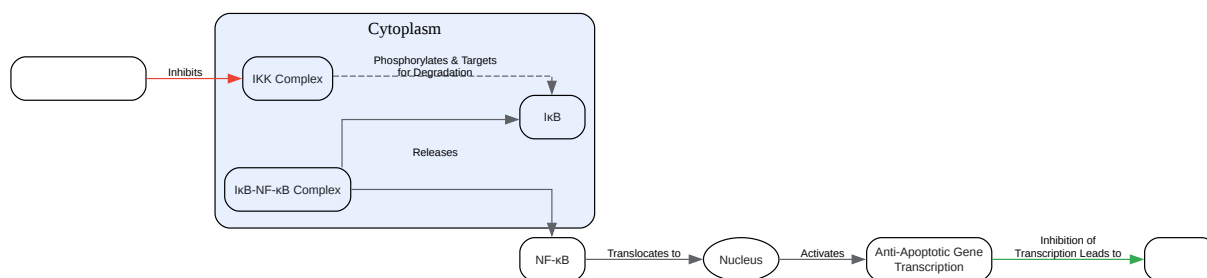 Cytoplasm
Inhibits
IKK Complex
Phosphorylates & Targets
for Degradation
IκB
Releases
IκB-NF-κB Complex
NF-κB
Translocates to
Nucleus
Activates
Anti-Apoptotic Gene
Transcription
Inhibition of
Transcription Leads to